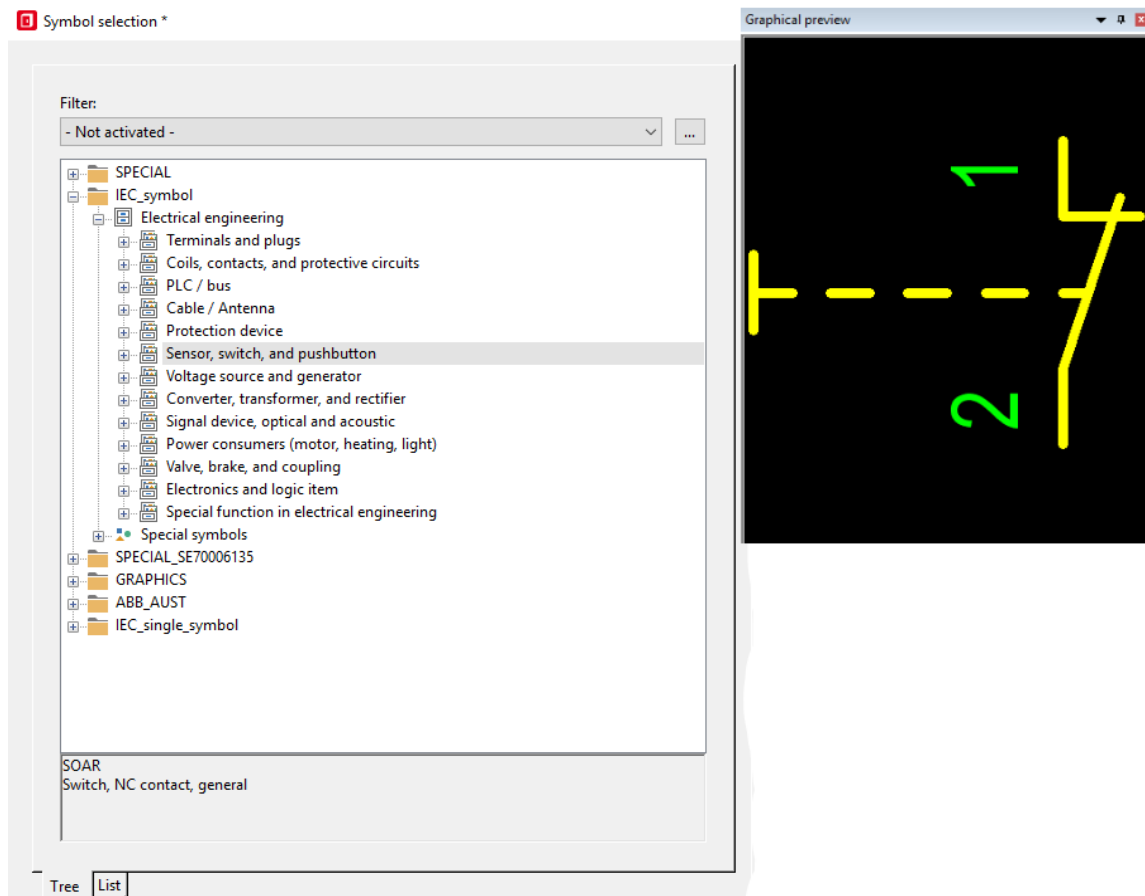 Symbol selection *
Graphical preview
Filter:
- Not activated -
...
SPECIAL
IEC_symbol
Electrical engineering
Terminals and plugs
Coils, contacts, and protective circuits
PLC / bus
Cable / Antenna
Protection device
Sensor, switch, and pushbutton
Voltage source and generator
Converter, transformer, and rectifier
Signal device, optical and acoustic
Power consumers (motor, heating, light)
Valve, brake, and coupling
Electronics and logic item
Special function in electrical engineering
Special symbols
SPECIAL_SE70006135
GRAPHICS
ABB_AUST
IEC_single_symbol
SOAR
Switch, NC contact, general
Tree
List
1
2